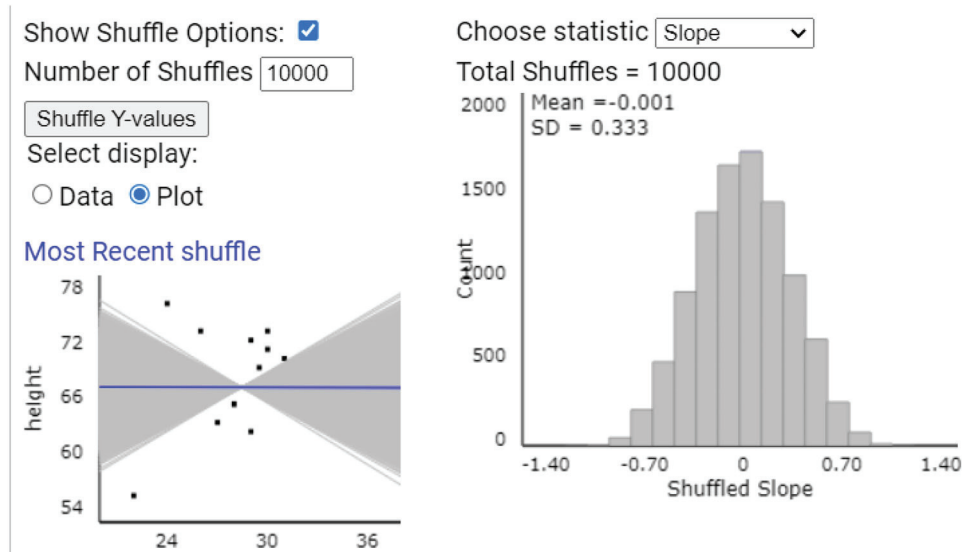 Show Shuffle Options:
Number of Shuffles 10000
Shuffle Y-values
Select display:
Data Plot
Most Recent shuffle
78
72
66
60
54
height
24 30 36
Choose statistic Slope
Total Shuffles = 10000
Mean =-0.001
SD = 0.333
2000
1500
1000
500
0
Count
-1.40 -0.70 0 0.70 1.40
Shuffled Slope